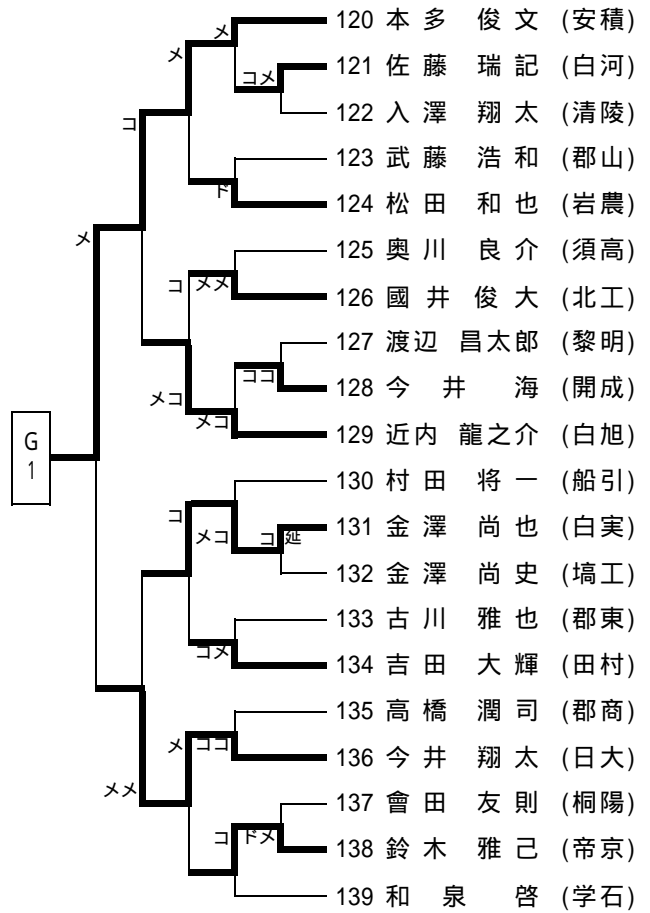 メ 120 本多 俊文 (安積)
メ コメ 121 佐藤 瑞記 (白河)
コ 122 入澤 翔太 (清陵)
123 武藤 浩和 (郡山)
ド 124 松田 和也 (岩農)
メ 125 奥川 良介 (須高)
コ メメ 126 國井 俊大 (北工)
127 渡辺 昌太郎 (黎明)
メコ ココ 128 今井 海 (開成)
メコ 129 近内 龍之介 (白旭)
G1
130 村田 将一 (船引)
コ メコ コ延 131 金澤 尚也 (白実)
132 金澤 尚史 (塙工)
133 古川 雅也 (郡東)
コメ 134 吉田 大輝 (田村)
135 高橋 潤司 (郡商)
メ ココ 136 今井 翔太 (日大)
メメ 137 會田 友則 (桐陽)
コ ドメ 138 鈴木 雅己 (帝京)
139 和泉 啓 (学石)